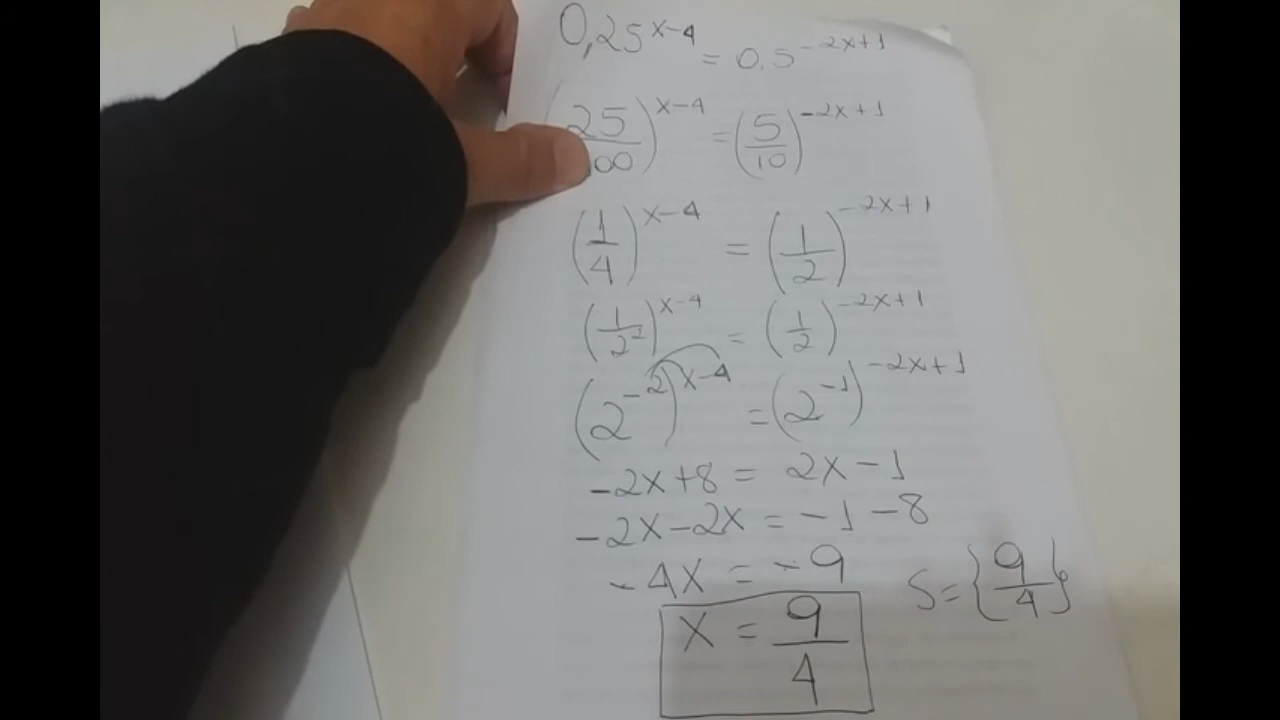 0,25^x-4 = 0.5^-2x+1
(25/100)^x-4 = (5/10)^-2x+1
(1/4)^x-4 = (1/2)^-2x+1
(1/2²)^x-4 = (1/2)^-2x+1
(2^-2)^x-4 = (2^-1)^-2x+1
-2x+8 = 2x-1
-2x-2x = -1-8
-4x = -9
x = 9/4
S={9/4}